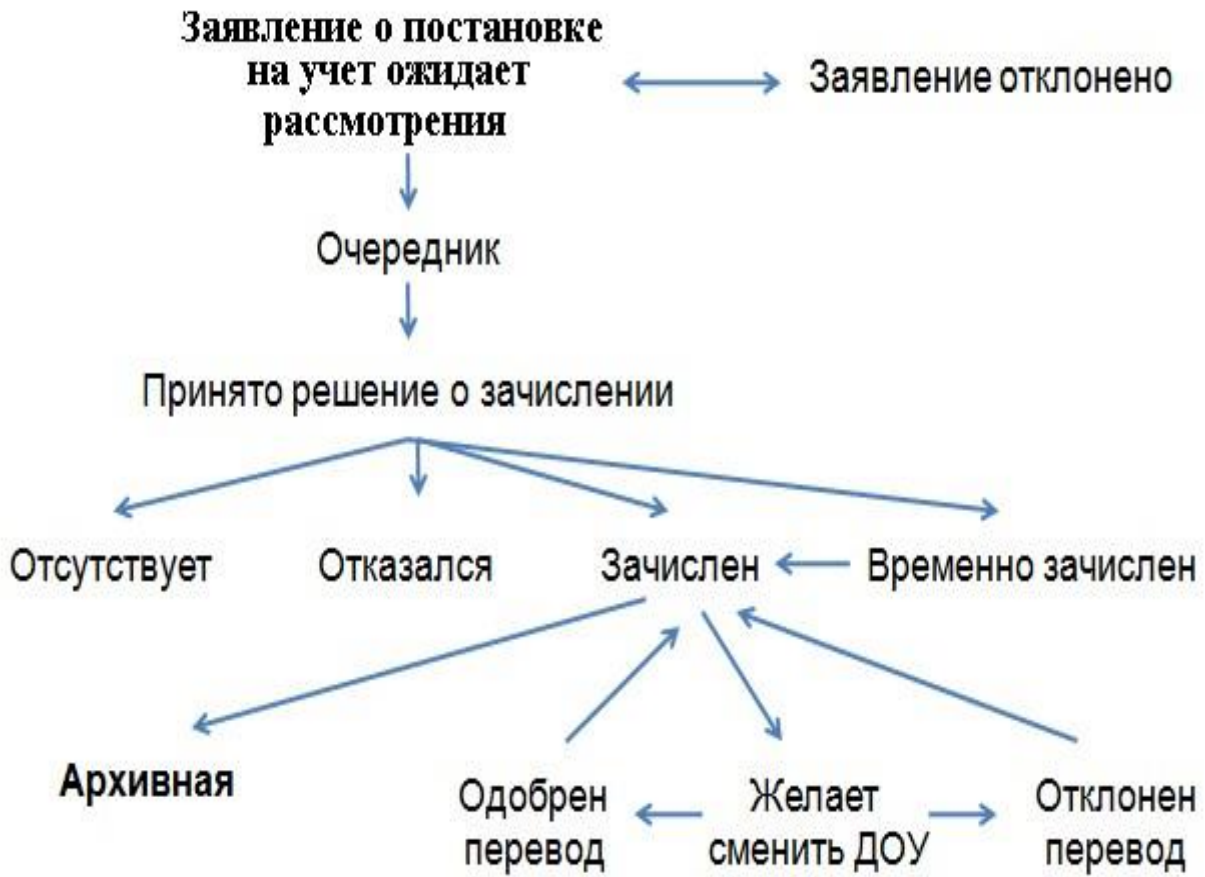 Заявление о постановке
на учет ожидает
рассмотрения
Заявление отклонено
Очередник
Принято решение о зачислении
Отсутствует
Отказался
Зачислен
Временно зачислен
Архивная
Одобрен
перевод
Желает
сменить ДОУ
Отклонен
перевод